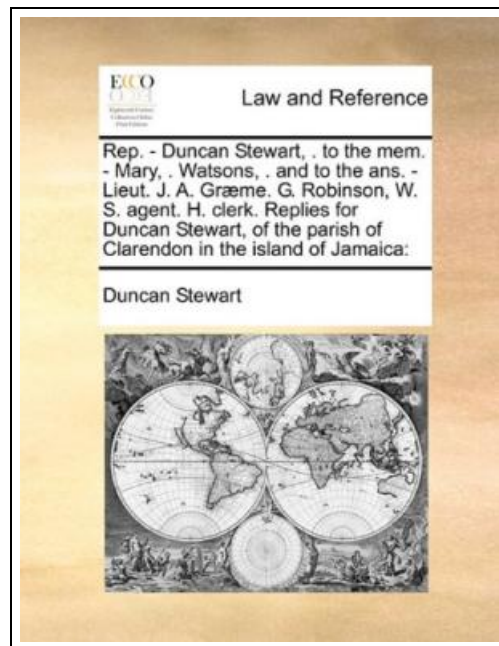 ECCO
Law and Reference
Rep. - Duncan Stewart, . to the mem.
- Mary, . Watsons, . and to the ans. -
Lieut. J. A. Græme. G. Robinson, W.
S. agent. H. clerk. Replies for
Duncan Stewart, of the parish of
Clarendon in the island of Jamaica:
Duncan Stewart